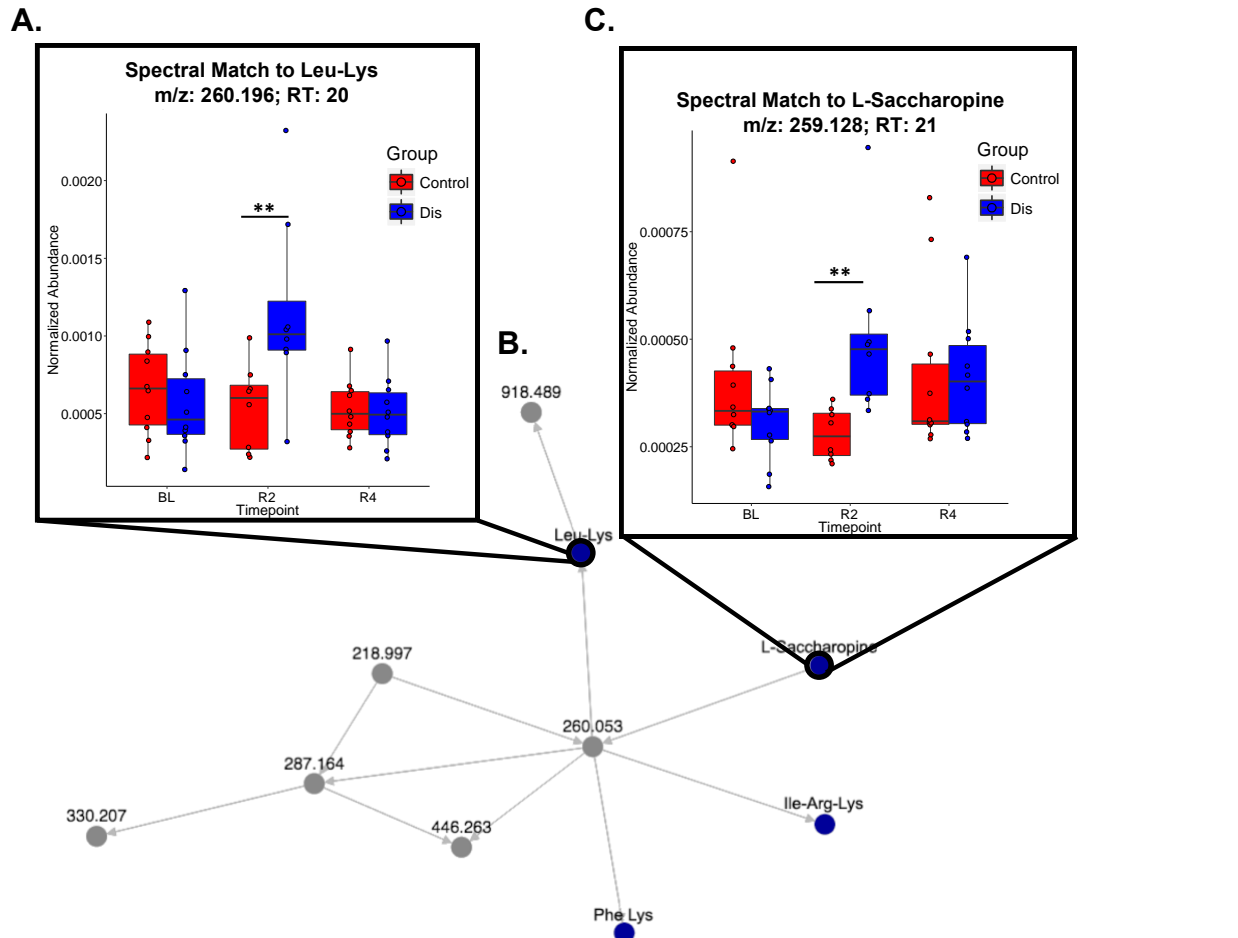 A.
Spectral Match to Leu-Lys
m/z: 260.196; RT: 20
Normalized Abundance
0.0020
0.0015
0.0010
0.0005
**
Group
Control
Dis
BL
R2
R4
Timepoint
C.
Spectral Match to L-Saccharopine
m/z: 259.128; RT: 21
Normalized Abundance
0.00075
0.00050
0.00025
**
Group
Control
Dis
BL
R2
R4
Timepoint
B.
918.489
Leu-Lys
L-Saccharopine
218.997
260.053
287.164
330.207
446.263
Ile-Arg-Lys
Phe Lys